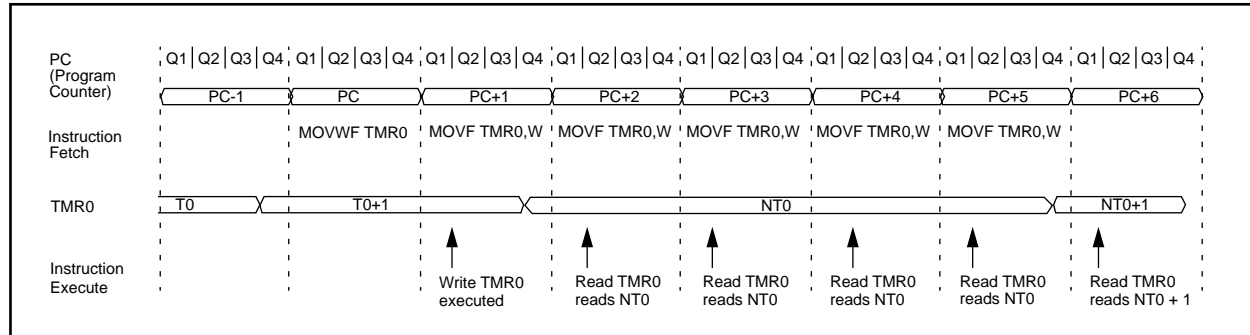 PC
(Program
Counter)
Q1 Q2 Q3 Q4 Q1 Q2 Q3 Q4 Q1 Q2 Q3 Q4 Q1 Q2 Q3 Q4 Q1 Q2 Q3 Q4 Q1 Q2 Q3 Q4 Q1 Q2 Q3 Q4 Q1 Q2 Q3 Q4
PC-1 PC PC+1 PC+2 PC+3 PC+4 PC+5 PC+6
Instruction
Fetch
MOVWF TMR0 MOVF TMR0,W MOVF TMR0,W MOVF TMR0,W MOVF TMR0,W MOVF TMR0,W
TMR0
T0 T0+1 NT0 NT0+1
Instruction
Execute
Write TMR0
executed
Read TMR0
reads NT0
Read TMR0
reads NT0
Read TMR0
reads NT0
Read TMR0
reads NT0
Read TMR0
reads NT0 + 1